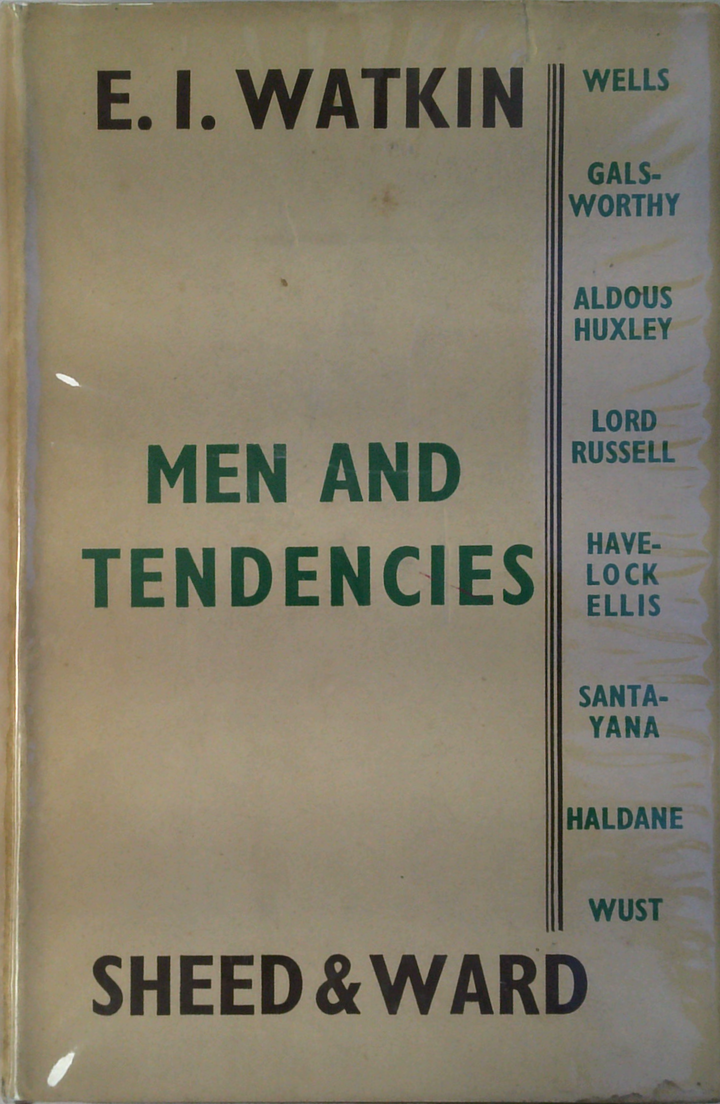 E. I. WATKIN
MEN AND
TENDENCIES
SHEED & WARD
WELLS
GALS-
WORTHY
ALDOUS
HUXLEY
LORD
RUSSELL
HAVE-
LOCK
ELLIS
SANTA-
YANA
HALDANE
WUST